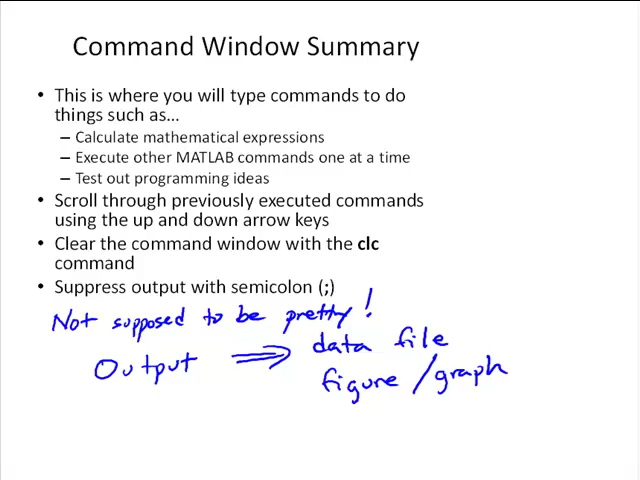 Command Window Summary
• This is where you will type commands to do
things such as...
– Calculate mathematical expressions
– Execute other MATLAB commands one at a time
– Test out programming ideas
• Scroll through previously executed commands
using the up and down arrow keys
• Clear the command window with the clc
command
• Suppress output with semicolon (;)
Not supposed to be pretty!
Output ⇒ data file
figure/graph